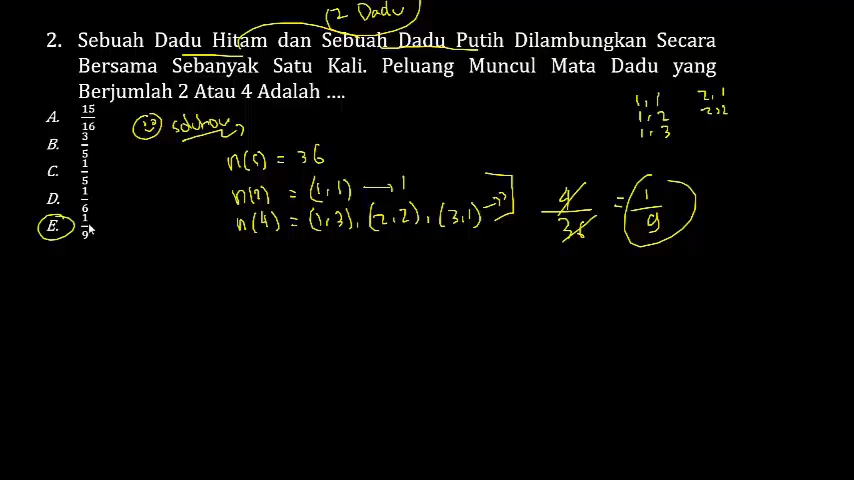 (2 Dadu
2. Sebuah Dadu Hitam dan Sebuah Dadu Putih Dilambungkan Secara
Bersama Sebanyak Satu Kali. Peluang Muncul Mata Dadu yang
Berjumlah 2 Atau 4 Adalah ....
1,1 2,1
1,2 2,2
1,3
A. 15/16
B. 3/5
C. 1/5
D. 1/6
E. 1/9
n(s) = 36
n(2) = (1,1) → 1
n(4) = (1,3), (2,2), (3,1) →
4/36 = 1/9